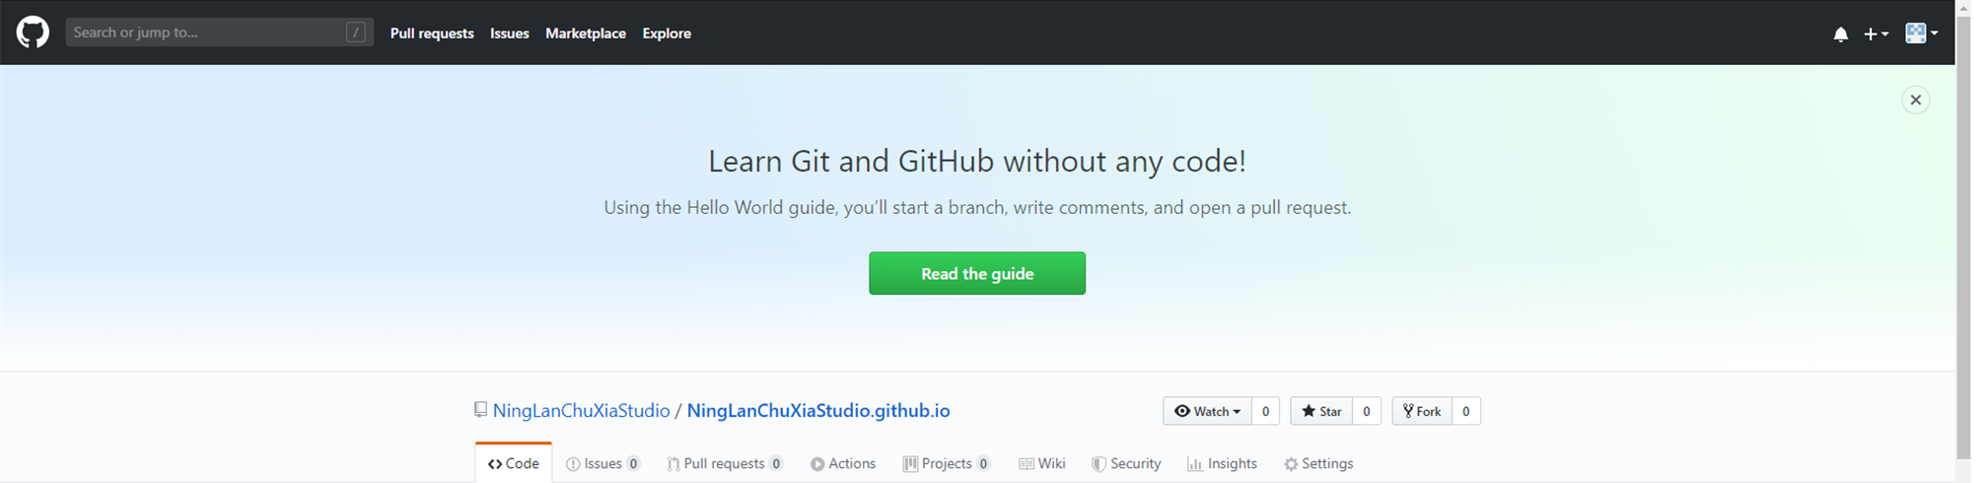 Search or jump to... / Pull requests Issues Marketplace Explore
Learn Git and GitHub without any code!
Using the Hello World guide, you’ll start a branch, write comments, and open a pull request.
Read the guide
NingLanChuXiaStudio / NingLanChuXiaStudio.github.io Watch 0 Star 0 Fork 0
Code Issues 0 Pull requests 0 Actions Projects 0 Wiki Security Insights Settings